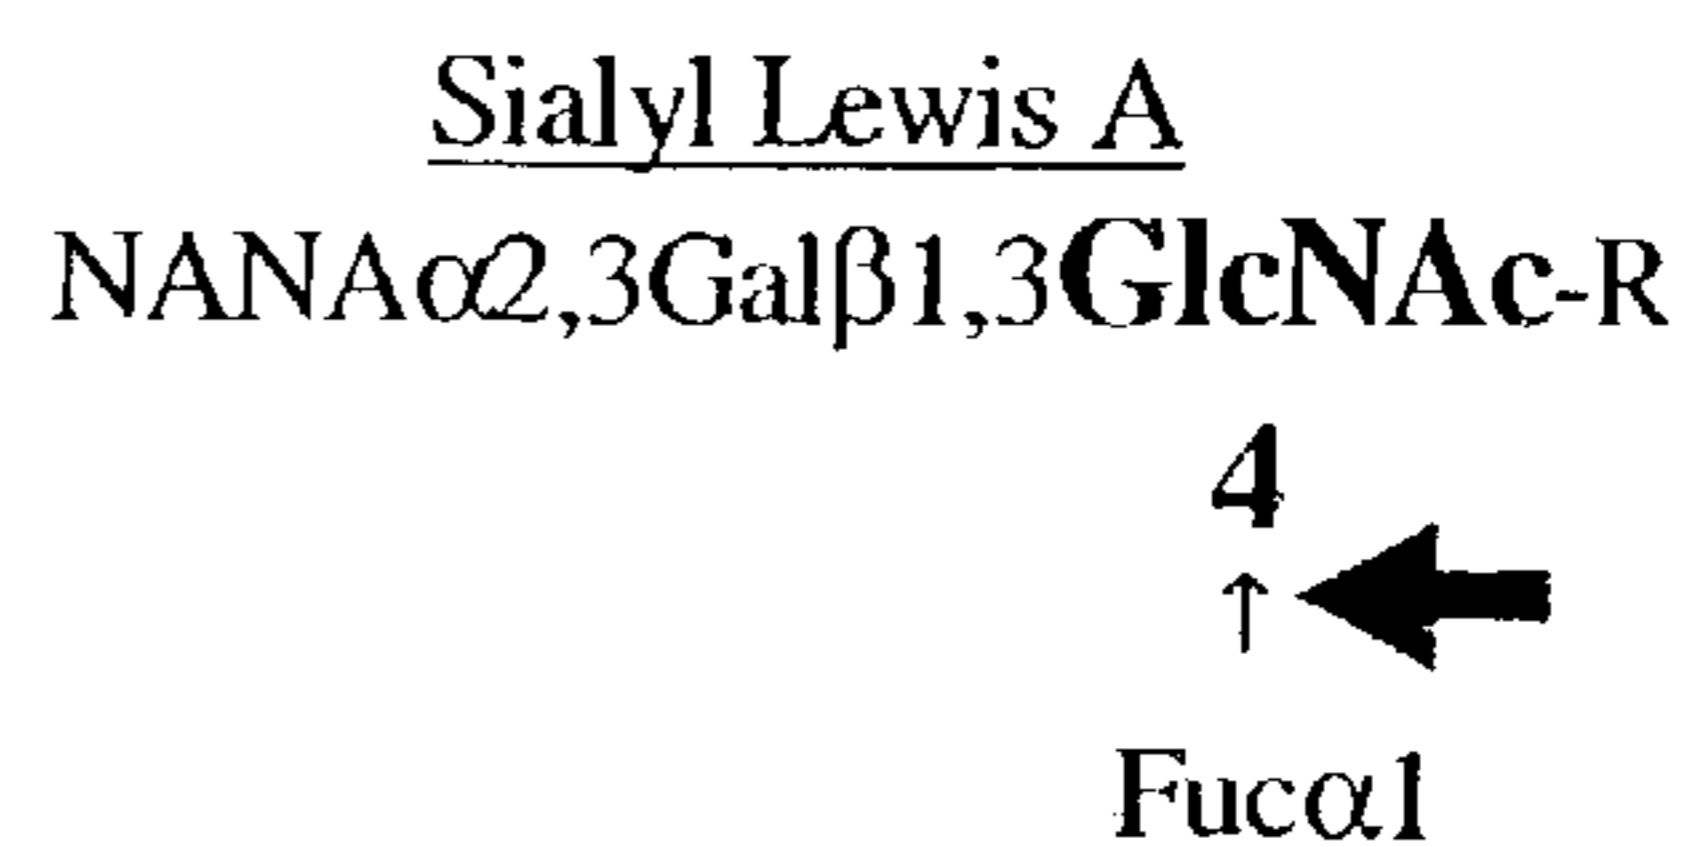 Sialyl Lewis A
NANAα2,3Galβ1,3GlcNAc-R
4
↑
Fucα1